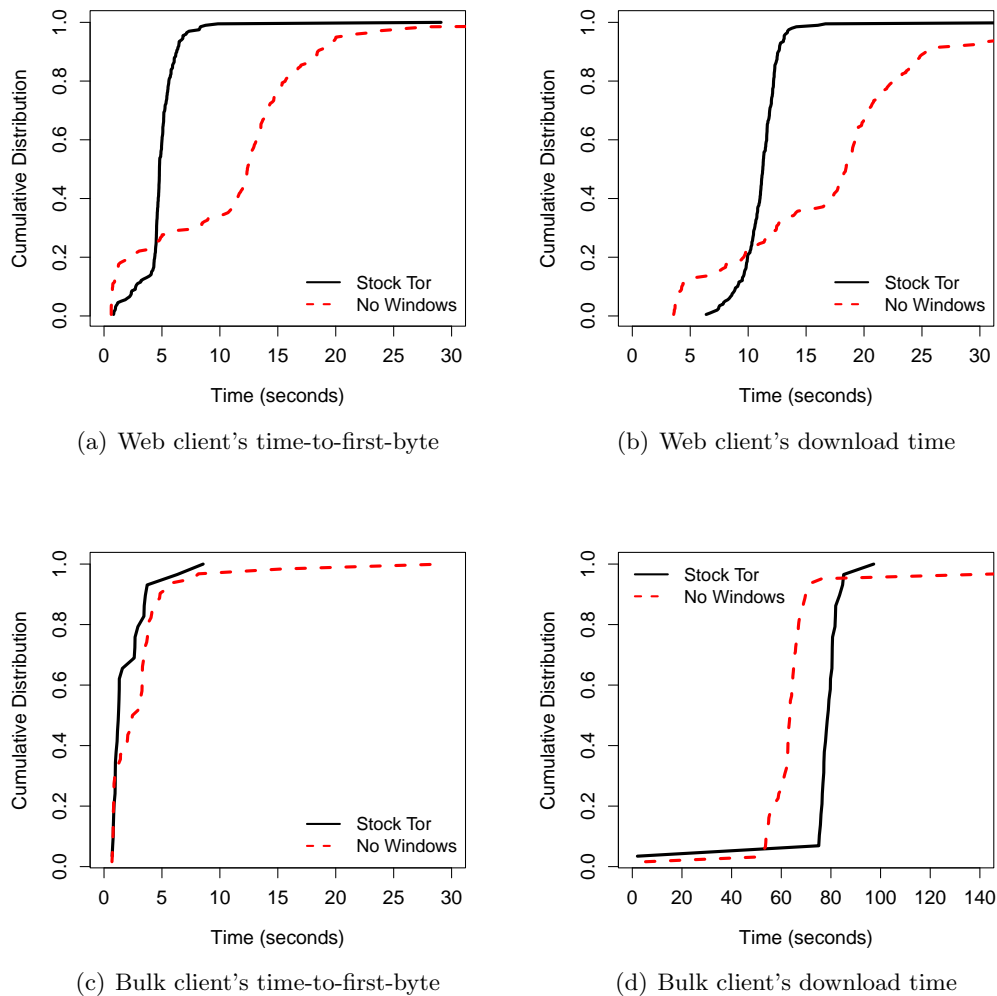 Cumulative Distribution
0.0 0.2 0.4 0.6 0.8 1.0
Stock Tor
No Windows
0 5 10 15 20 25 30
Time (seconds)
(a) Web client's time-to-first-byte
Cumulative Distribution
0.0 0.2 0.4 0.6 0.8 1.0
Stock Tor
No Windows
0 5 10 15 20 25 30
Time (seconds)
(b) Web client's download time
Cumulative Distribution
0.0 0.2 0.4 0.6 0.8 1.0
Stock Tor
No Windows
0 5 10 15 20 25 30
Time (seconds)
(c) Bulk client's time-to-first-byte
Cumulative Distribution
0.0 0.2 0.4 0.6 0.8 1.0
Stock Tor
No Windows
0 20 40 60 80 100 120 140
Time (seconds)
(d) Bulk client's download time